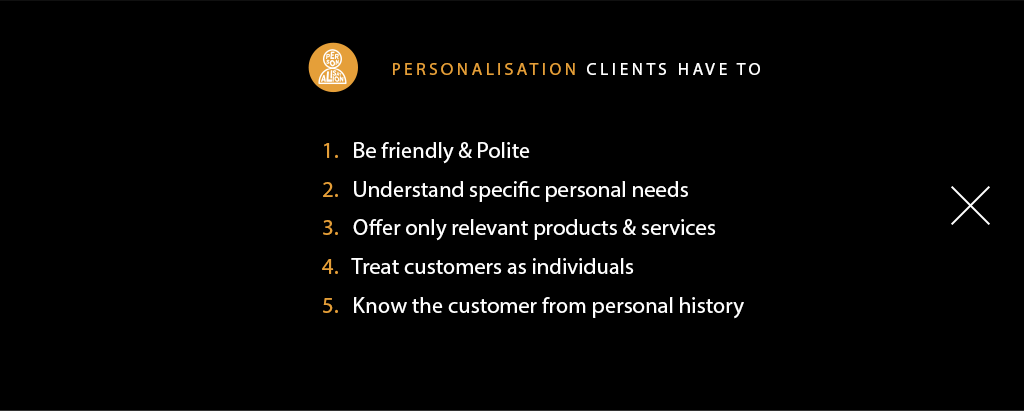 PERSONALISATION
PERSONALISATION CLIENTS HAVE TO
1. Be friendly & Polite
2. Understand specific personal needs
3. Offer only relevant products & services
4. Treat customers as individuals
5. Know the customer from personal history